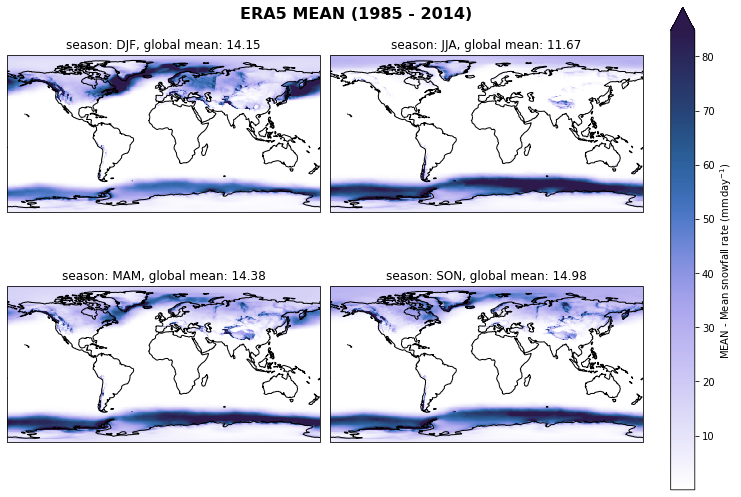 ERA5 MEAN (1985 - 2014)
season: DJF, global mean: 14.15
season: JJA, global mean: 11.67
season: MAM, global mean: 14.38
season: SON, global mean: 14.98
80
70
60
50
40
30
20
10
MEAN - Mean snowfall rate (mm day⁻¹)